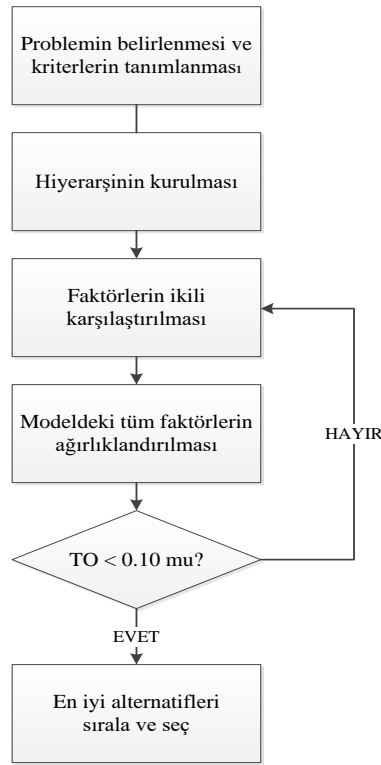 Problemin belirlenmesi ve
kriterlerin tanımlanması
Hiyerarşinin kurulması
Faktörlerin ikili
karşılaştırılması
Modeldeki tüm faktörlerin
ağırlıklandırılması
HAYIR
TO < 0.10 mu?
EVET
En iyi alternatifleri
sırala ve seç